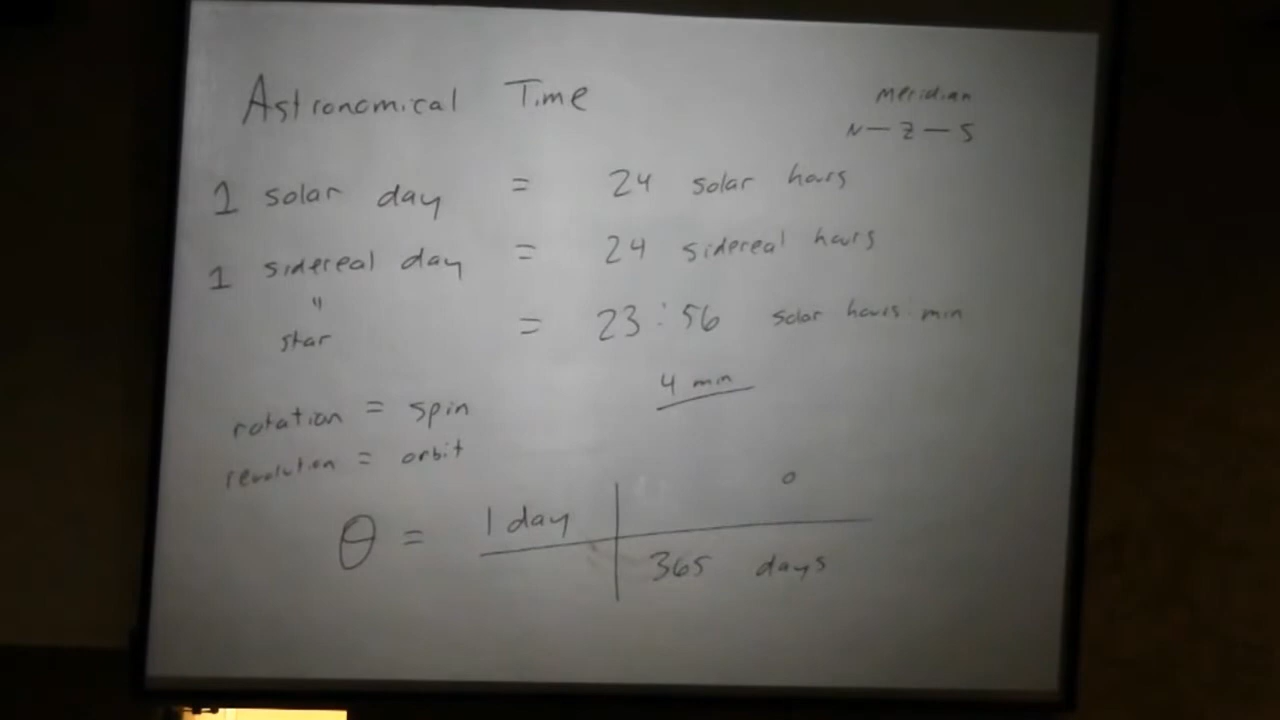 Astronomical Time
meridian
N — Z — S
1 solar day = 24 solar hours
1 sidereal day = 24 sidereal hours
"
star = 23:56 solar hours:min
4 min
rotation = spin
revolution = orbit
θ = 1 day | °
365 days